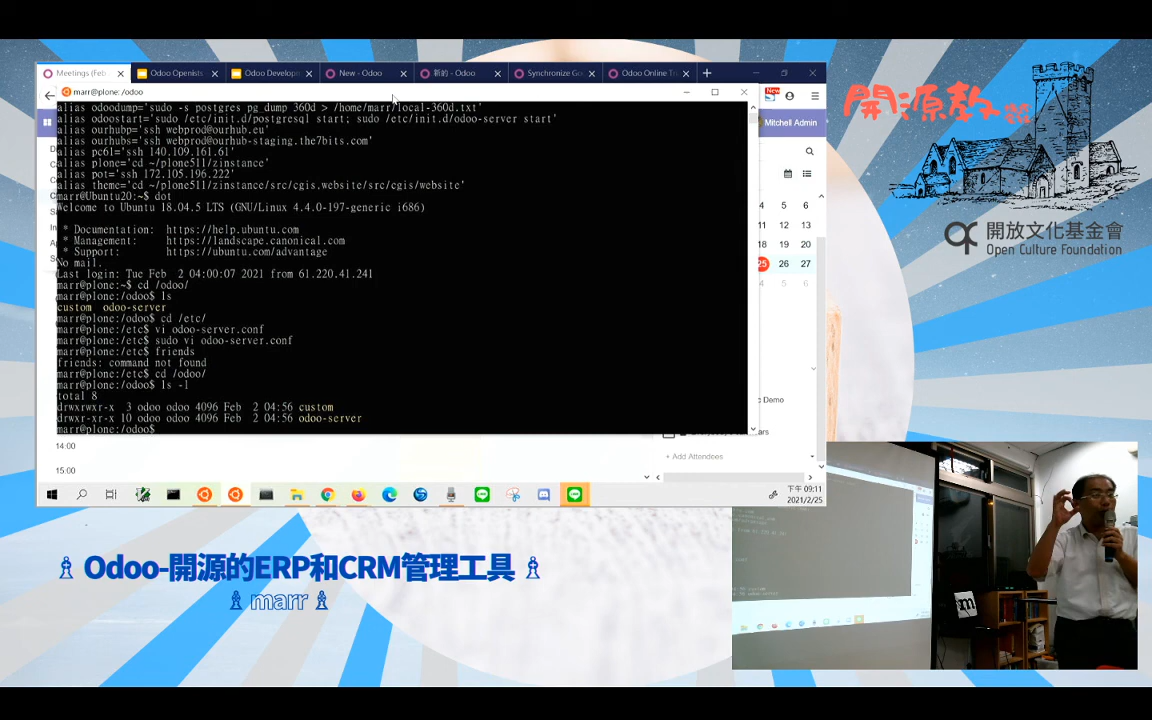 Meetings (Feb
Odoo Openists
Odoo Develop
New - Odoo
新的 - Odoo
Synchronize Go
Odoo Online Tr
marr@plone: /odoo
alias odoodump='sudo -s postgres pg_dump 360d > /home/marr/local-360d.txt'
alias odoostart='sudo /etc/init.d/postgresql start; sudo /etc/init.d/odoo-server start'
alias ourhubp='ssh webprod@ourhub.eu'
alias ourhubs='ssh webprod@ourhub-staging.the7bits.com'
alias pc61='ssh 140.109.161.61'
alias plone='cd ~/plone511/zinstance'
alias pot='ssh 172.105.196.222'
alias theme='cd ~/plone511/zinstance/src/cgis.website/src/cgis/website'
marr@Ubuntu20:~$ dot
Welcome to Ubuntu 18.04.5 LTS (GNU/Linux 4.4.0-197-generic i686)
* Documentation: https://help.ubuntu.com
* Management: https://landscape.canonical.com
* Support: https://ubuntu.com/advantage
No mail.
Last login: Tue Feb 2 04:00:07 2021 from 61.220.41.241
marr@plone:~$ cd /odoo/
marr@plone:/odoo$ ls
custom odoo-server
marr@plone:/odoo$ cd /etc/
marr@plone:/etc$ vi odoo-server.conf
marr@plone:/etc$ sudo vi odoo-server.conf
marr@plone:/etc$ friends
friends: command not found
marr@plone:/etc$ cd /odoo/
marr@plone:/odoo$ ls -l
total 8
drwxrwxr-x 3 odoo odoo 4096 Feb 2 04:56 custom
drwxr-xr-x 10 odoo odoo 4096 Feb 2 04:56 odoo-server
marr@plone:/odoo$
New
Mitchell Admin
4 5 6
11 12 13
18 19 20
25 26 27
4 5 6
Demo
+ Add Attendees
14:00
15:00
下午 09:11
2021/2/25
開源教
開放文化基金會
Open Culture Foundation
Odoo-開源的ERP和CRM管理工具
marr